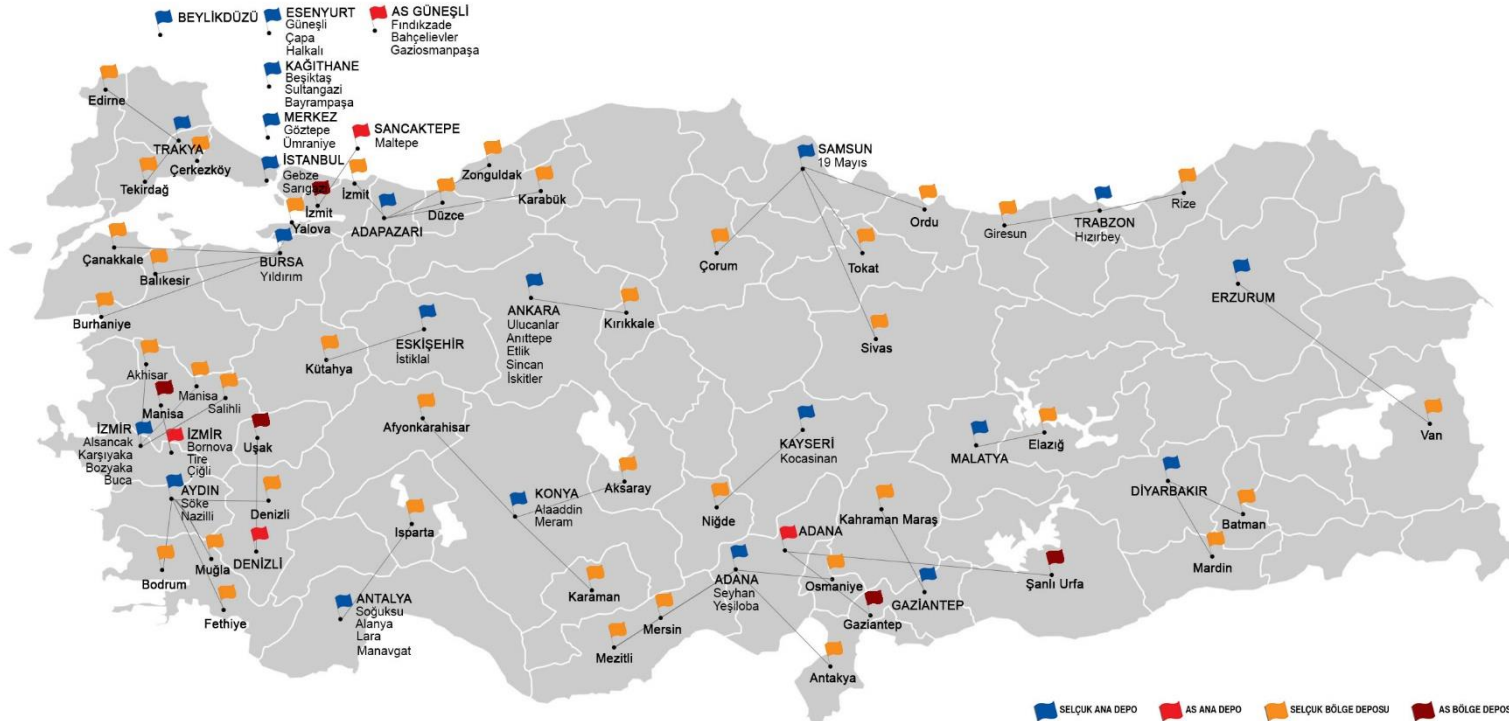 BEYLİKDÜZÜ
ESENYURT
Güneşli
Çapa
Halkalı
AS GÜNEŞLİ
Fındıkzade
Bahçelievler
Gaziosmanpaşa
KAĞITHANE
Beşiktaş
Sultangazi
Bayrampaşa
MERKEZ
Göztepe
Ümraniye
İSTANBUL
Gebze
Sarıgazi
SANCAKTEPE
Maltepe
Edirne
TRAKYA
Çerkezköy
Tekirdağ
İzmit
İzmit
Yalova
ADAPAZARI
Düzce
Zonguldak
Karabük
SAMSUN
19 Mayıs
Ordu
Giresun
TRABZON
Hızırbey
Rize
Çorum
Tokat
Sivas
Çanakkale
Balıkesir
Burhaniye
BURSA
Yıldırım
ERZURUM
Van
ANKARA
Ulucanlar
Anıttepe
Etlik
Sincan
İskitler
Kırıkkale
ESKİŞEHİR
İstiklal
Kütahya
Akhisar
Manisa
Manisa
Salihli
İZMİR
Alsancak
Karşıyaka
Bozyaka
Buca
İZMİR
Bornova
Tire
Çiğli
Uşak
Afyonkarahisar
KAYSERİ
Kocasinan
MALATYA
Elazığ
AYDIN
Söke
Nazilli
Denizli
DENİZLİ
Bodrum
Muğla
Fethiye
Isparta
KONYA
Alaaddin
Meram
Aksaray
Niğde
Kahraman Maraş
DİYARBAKIR
Batman
Mardin
ANTALYA
Soğuksu
Alanya
Lara
Manavgat
Karaman
Mersin
Mezitli
ADANA
Seyhan
Yeşiloba
ADANA
Osmaniye
GAZİANTEP
Gaziantep
Şanlı Urfa
Antakya
SELÇUK ANA DEPO
AS ANA DEPO
SELÇUK BÖLGE DEPOSU
AS BÖLGE DEPOS